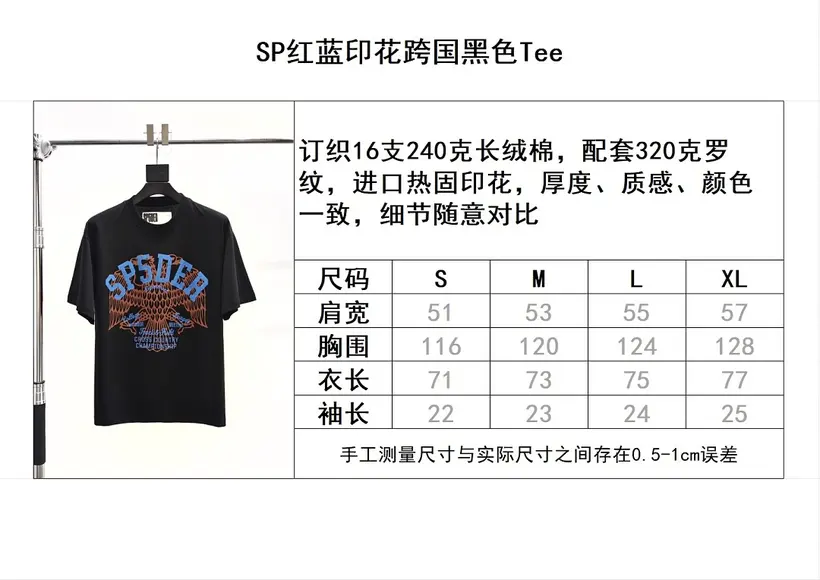 SP红蓝印花跨国黑色Tee
订织16支240克长绒棉，配套320克罗
纹，进口热固印花，厚度、质感、颜色
一致，细节随意对比
SPSDER
CROSS COUNTRY
CHAMPIONSHIP
尺码 S M L XL
肩宽 51 53 55 57
胸围 116 120 124 128
衣长 71 73 75 77
袖长 22 23 24 25
手工测量尺寸与实际尺寸之间存在0.5-1cm误差